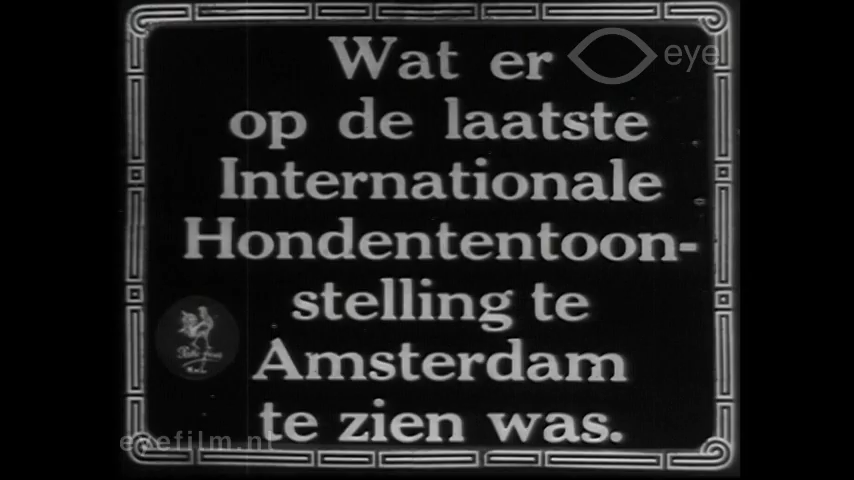 Wat er
eye
op de laatste
Internationale
Hondententoon-
stelling te
Amsterdam
te zien was.
eyefilm.nl